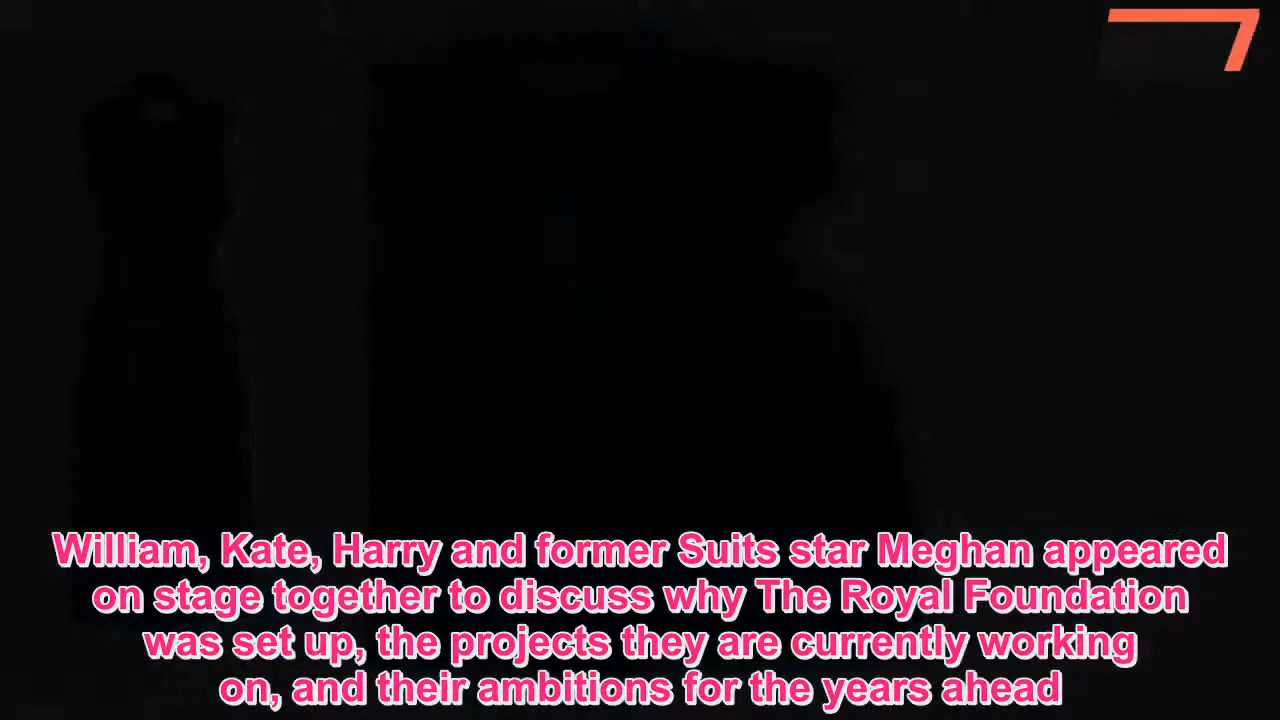 William, Kate, Harry and former Suits star Meghan appeared
on stage together to discuss why The Royal Foundation
was set up, the projects they are currently working
on, and their ambitions for the years ahead